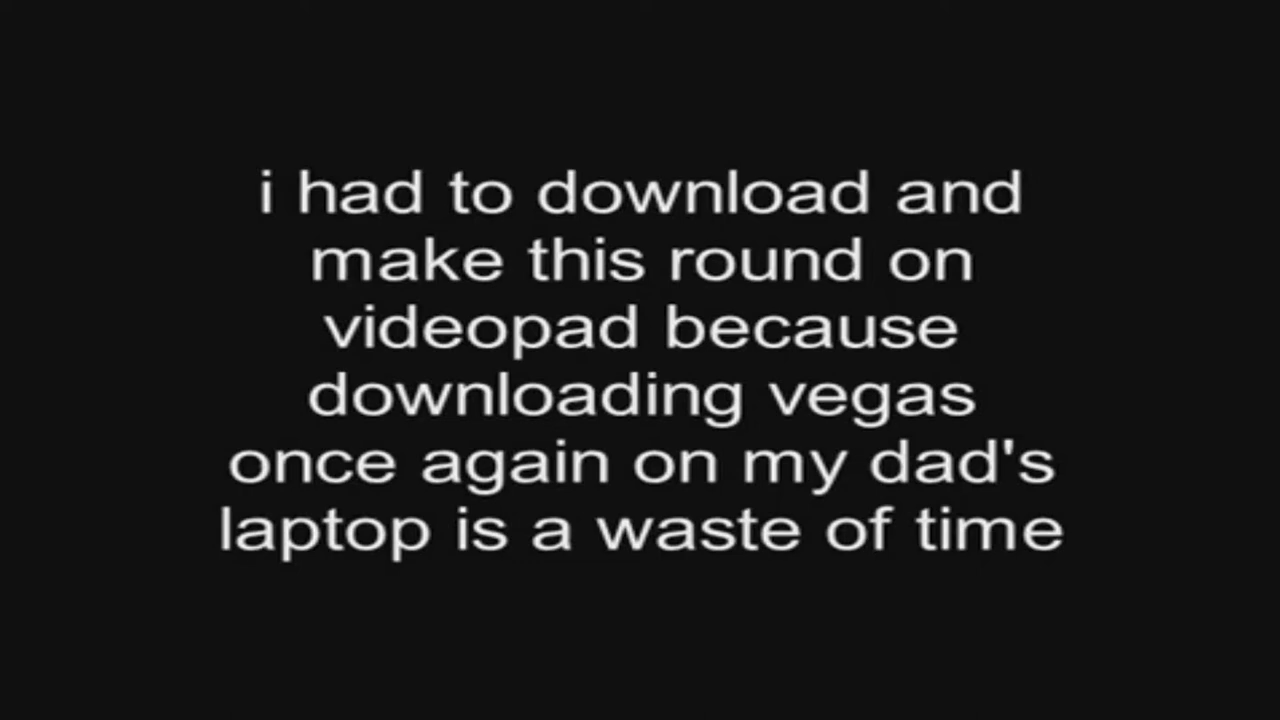 i had to download and
make this round on
videopad because
downloading vegas
once again on my dad's
laptop is a waste of time